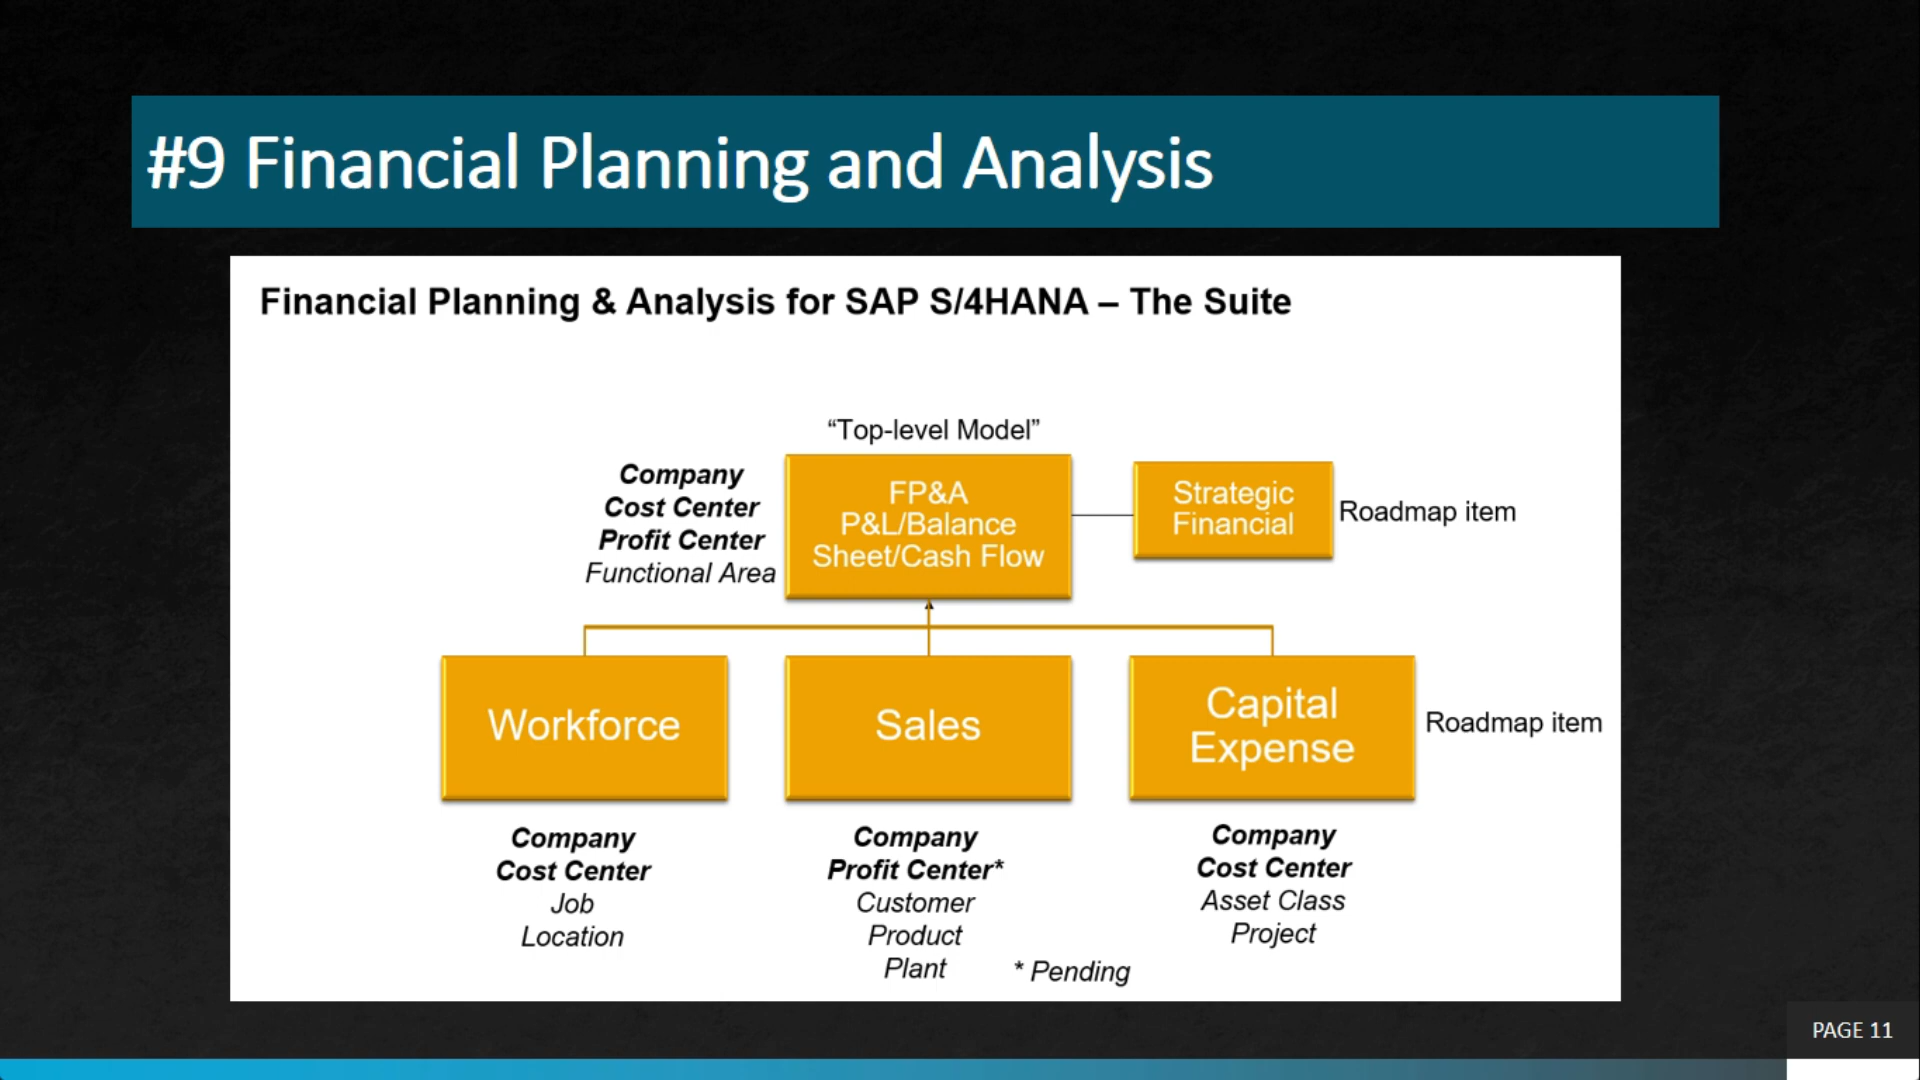 #9 Financial Planning and Analysis
Financial Planning & Analysis for SAP S/4HANA – The Suite
“Top-level Model”
Company
Cost Center
Profit Center
Functional Area
FP&A
P&L/Balance
Sheet/Cash Flow
Strategic
Financial
Roadmap item
Workforce
Sales
Capital
Expense
Roadmap item
Company
Cost Center
Job
Location
Company
Profit Center*
Customer
Product
Plant
* Pending
Company
Cost Center
Asset Class
Project
PAGE 11